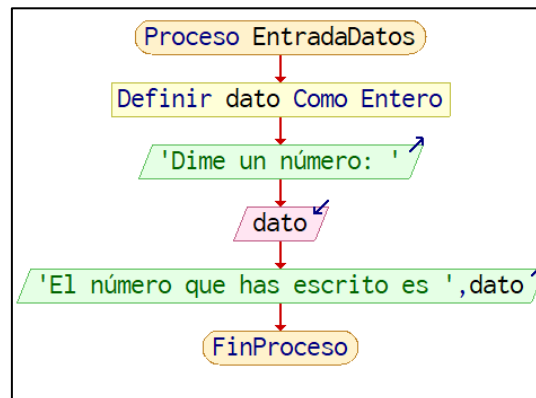 Proceso EntradaDatos
Definir dato Como Entero
'Dime un número: '
dato
'El número que has escrito es ',dato
FinProceso